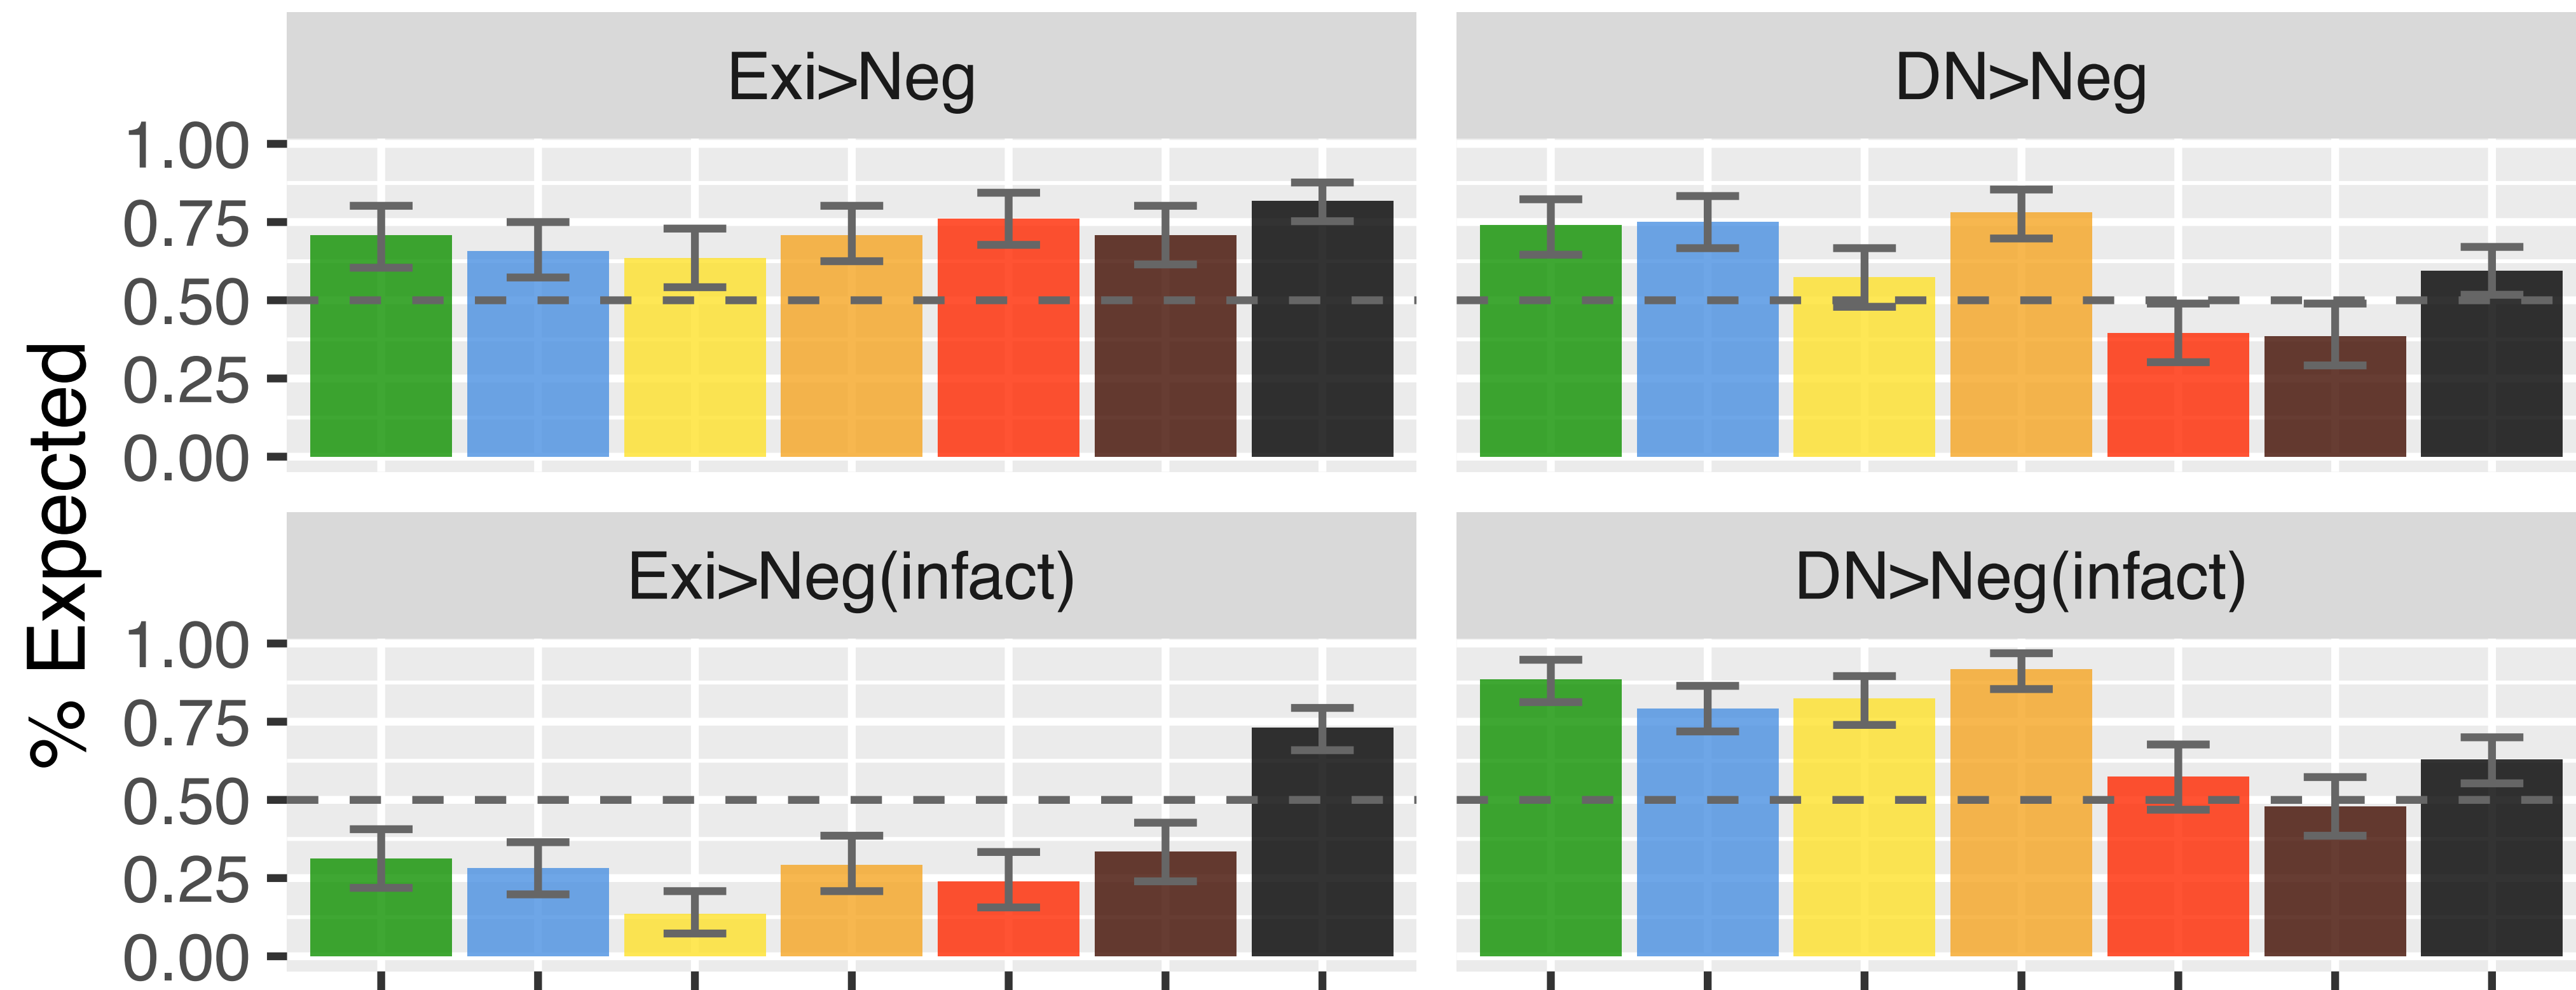 % Expected
Exi>Neg
DN>Neg
1.00
0.75
0.50
0.25
0.00
Exi>Neg(infact)
DN>Neg(infact)
1.00
0.75
0.50
0.25
0.00